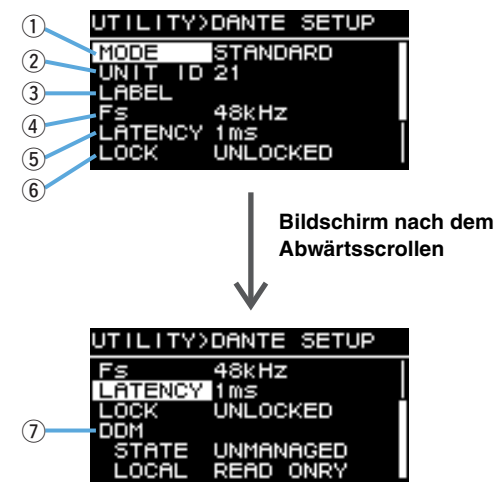 UTILITY>DANTE SETUP
① MODE STANDARD
② UNIT ID 21
③ LABEL
④ Fs 48kHz
⑤ LATENCY 1ms
⑥ LOCK UNLOCKED
Bildschirm nach dem
Abwärtsscrollen
UTILITY>DANTE SETUP
Fs 48kHz
LATENCY 1ms
LOCK UNLOCKED
⑦ DDM
STATE UNMANAGED
LOCAL READ ONRY